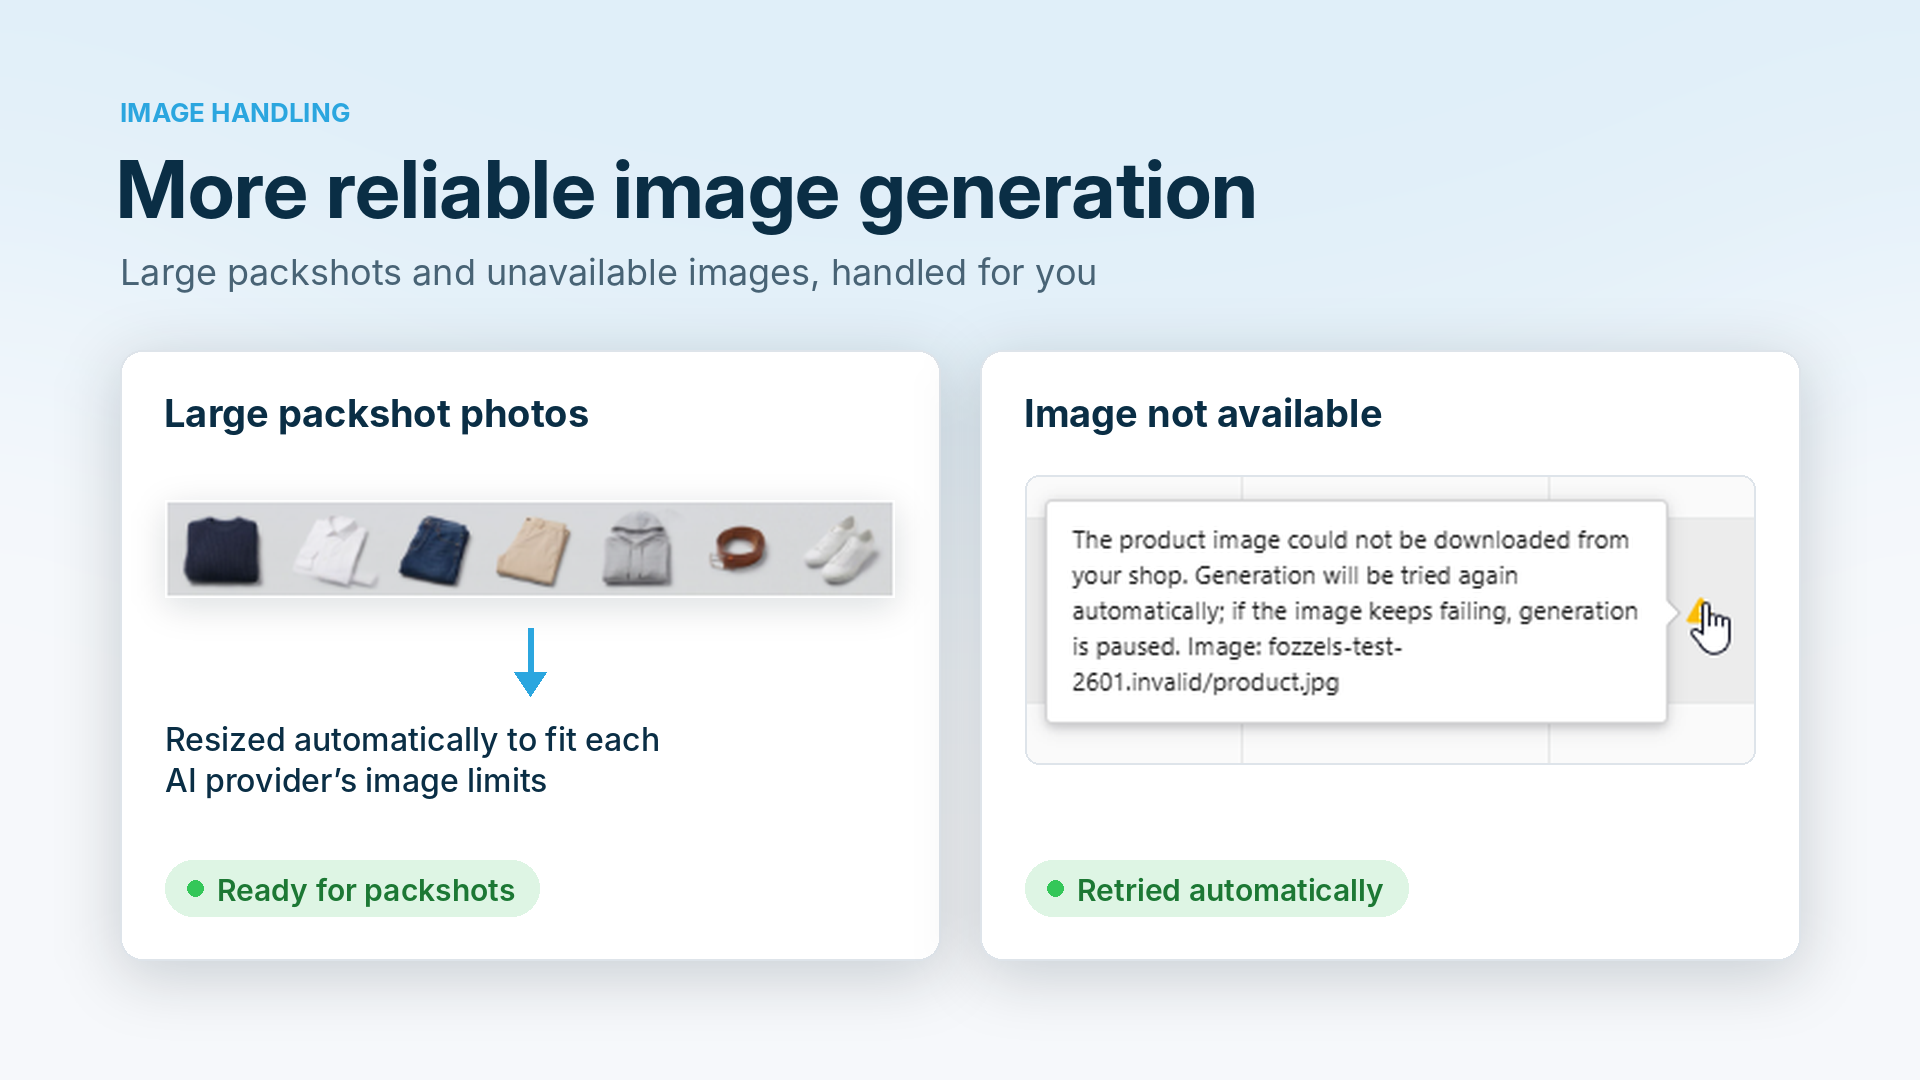 IMAGE HANDLING
More reliable image generation
Large packshots and unavailable images, handled for you
Large packshot photos
Resized automatically to fit each
AI provider’s image limits
Ready for packshots
Image not available
The product image could not be downloaded from
your shop. Generation will be tried again
automatically; if the image keeps failing, generation
is paused. Image: fozzels-test-
2601.invalid/product.jpg
Retried automatically